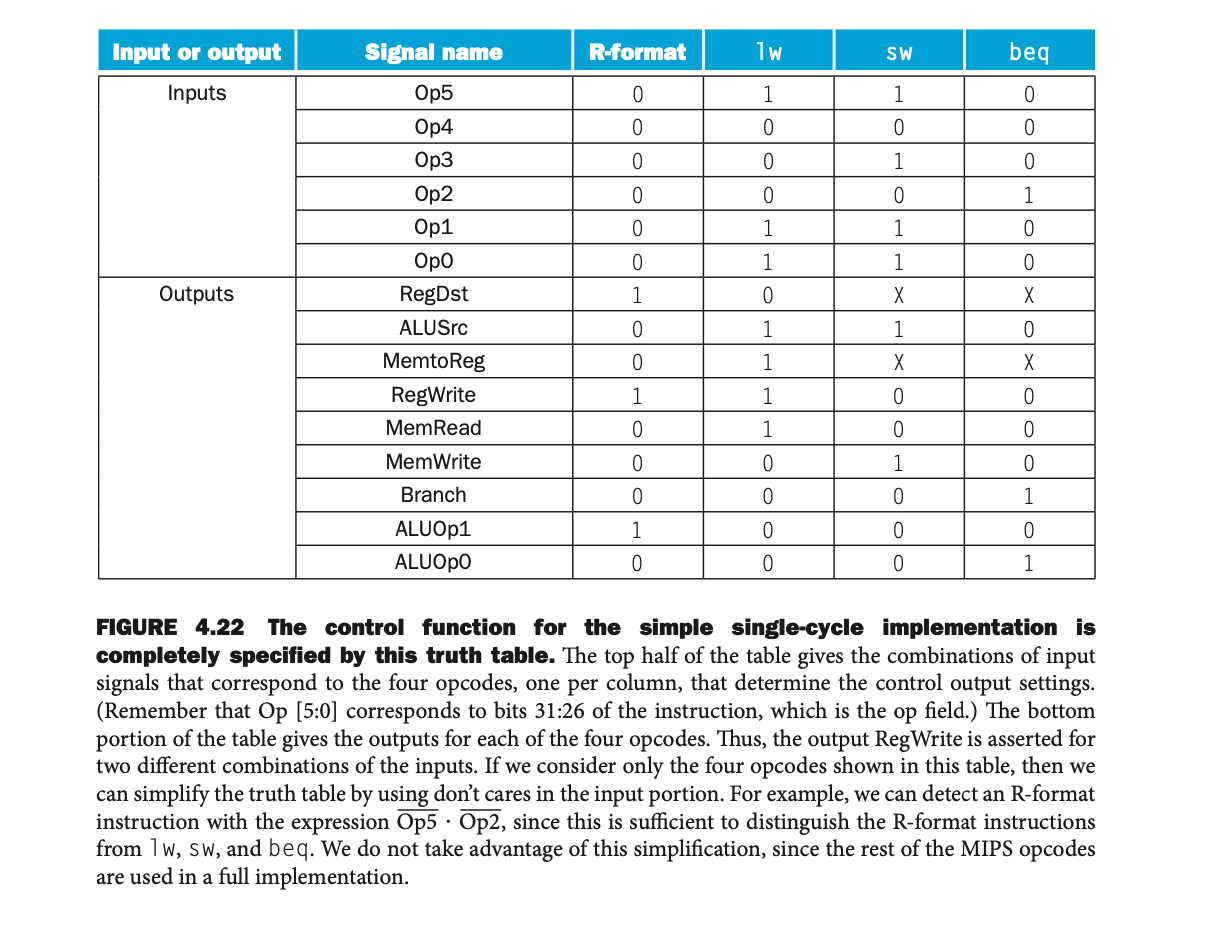 Input or output Signal name R-format lw sw beq
Inputs Op5 0 1 1 0
Op4 0 0 0 0
Op3 0 0 1 0
Op2 0 0 0 1
Op1 0 1 1 0
Op0 0 1 1 0
Outputs RegDst 1 0 X X
ALUSrc 0 1 1 0
MemtoReg 0 1 X X
RegWrite 1 1 0 0
MemRead 0 1 0 0
MemWrite 0 0 1 0
Branch 0 0 0 1
ALUOp1 1 0 0 0
ALUOp0 0 0 0 1
FIGURE 4.22 The control function for the simple single-cycle implementation is
completely specified by this truth table. The top half of the table gives the combinations of input
signals that correspond to the four opcodes, one per column, that determine the control output settings.
(Remember that Op [5:0] corresponds to bits 31:26 of the instruction, which is the op field.) The bottom
portion of the table gives the outputs for each of the four opcodes. Thus, the output RegWrite is asserted for
two different combinations of the inputs. If we consider only the four opcodes shown in this table, then we
can simplify the truth table by using don’t cares in the input portion. For example, we can detect an R-format
instruction with the expression O̅p̅5̅ · O̅p̅2̅, since this is sufficient to distinguish the R-format instructions
from lw, sw, and beq. We do not take advantage of this simplification, since the rest of the MIPS opcodes
are used in a full implementation.